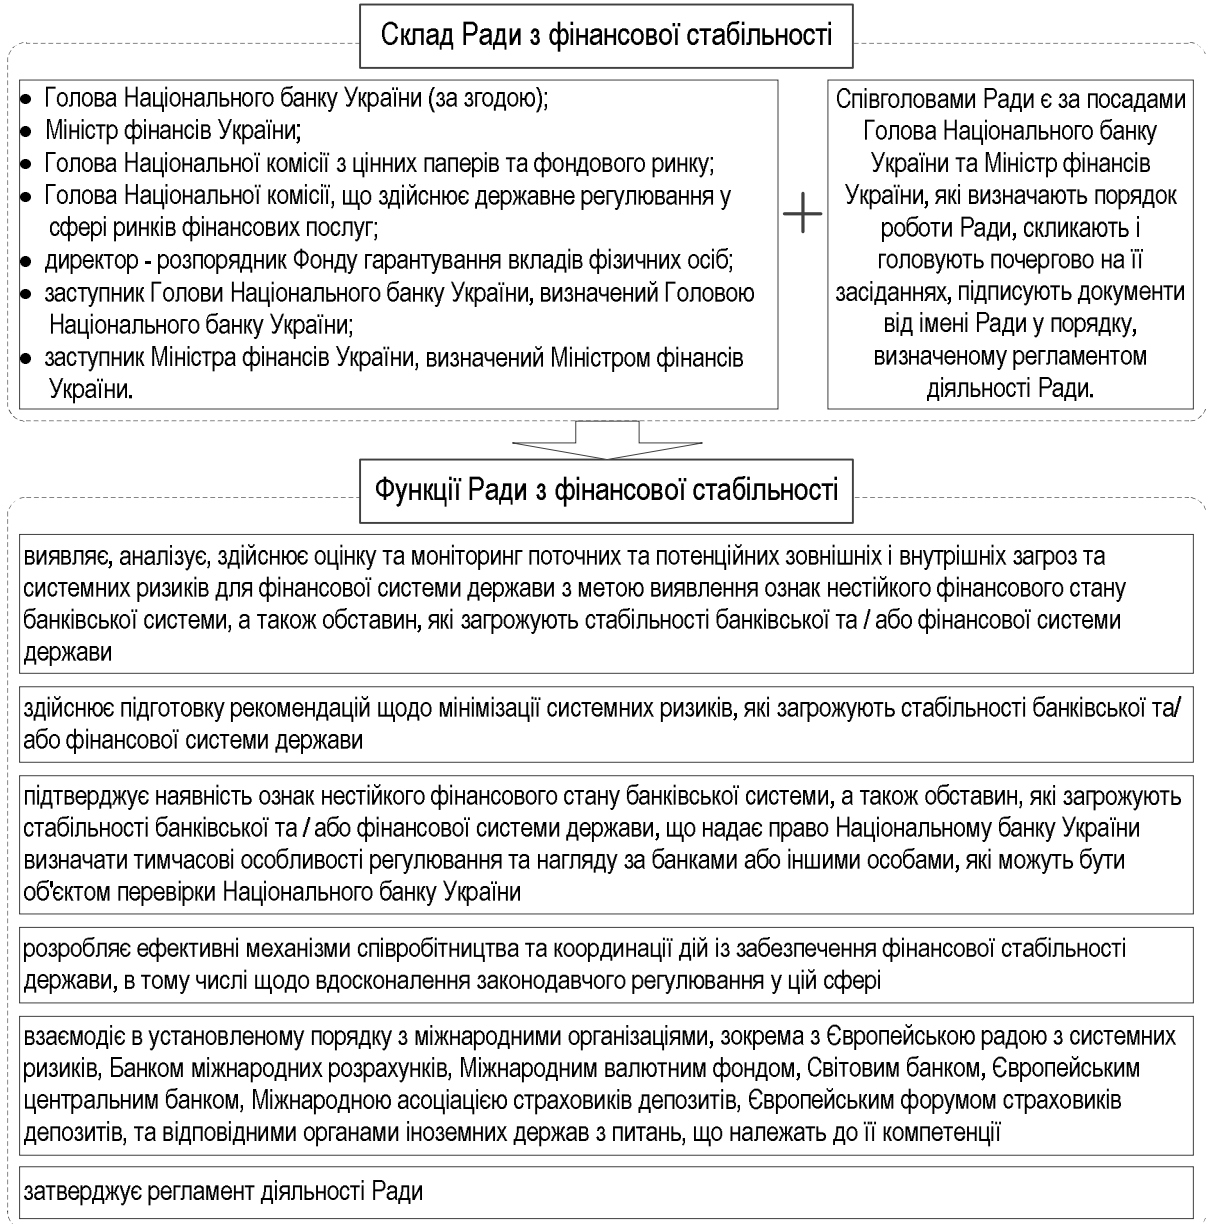 Склад Ради з фінансової стабільності
● Голова Національного банку України (за згодою);
● Міністр фінансів України;
● Голова Національної комісії з цінних паперів та фондового ринку;
● Голова Національної комісії, що здійснює державне регулювання у
сфері ринків фінансових послуг;
● директор - розпорядник Фонду гарантування вкладів фізичних осіб;
● заступник Голови Національного банку України, визначений Головою
Національного банку України;
● заступник Міністра фінансів України, визначений Міністром фінансів
України.
+
Співголовами Ради є за посадами
Голова Національного банку
України та Міністр фінансів
України, які визначають порядок
роботи Ради, скликають і
головують почергово на її
засіданнях, підписують документи
від імені Ради у порядку,
визначеному регламентом
діяльності Ради.
Функції Ради з фінансової стабільності
виявляє, аналізує, здійснює оцінку та моніторинг поточних та потенційних зовнішніх і внутрішніх загроз та
системних ризиків для фінансової системи держави з метою виявлення ознак нестійкого фінансового стану
банківської системи, а також обставин, які загрожують стабільності банківської та / або фінансової системи
держави
здійснює підготовку рекомендацій щодо мінімізації системних ризиків, які загрожують стабільності банківської та/
або фінансової системи держави
підтверджує наявність ознак нестійкого фінансового стану банківської системи, а також обставин, які загрожують
стабільності банківської та / або фінансової системи держави, що надає право Національному банку України
визначати тимчасові особливості регулювання та нагляду за банками або іншими особами, які можуть бути
об'єктом перевірки Національного банку України
розробляє ефективні механізми співробітництва та координації дій із забезпечення фінансової стабільності
держави, в тому числі щодо вдосконалення законодавчого регулювання у цій сфері
взаємодіє в установленому порядку з міжнародними організаціями, зокрема з Європейською радою з системних
ризиків, Банком міжнародних розрахунків, Міжнародним валютним фондом, Світовим банком, Європейським
центральним банком, Міжнародною асоціацією страховиків депозитів, Європейським форумом страховиків
депозитів, та відповідними органами іноземних держав з питань, що належать до її компетенції
затверджує регламент діяльності Ради